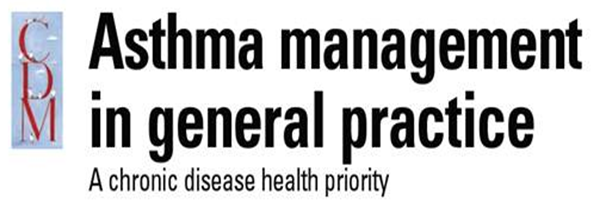 CDM
Asthma management
in general practice
A chronic disease health priority